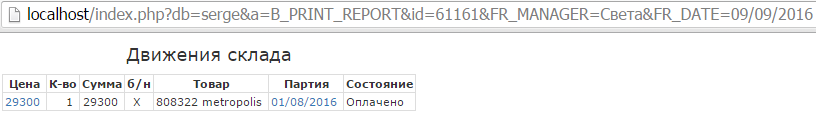 localhost/index.php?db=serge&a=B_PRINT_REPORT&id=61161&FR_MANAGER=Света&FR_DATE=09/09/2016
Движения склада
Цена К-во Сумма б/н Товар Партия Состояние
29300 1 29300 X 808322 metropolis 01/08/2016 Оплачено